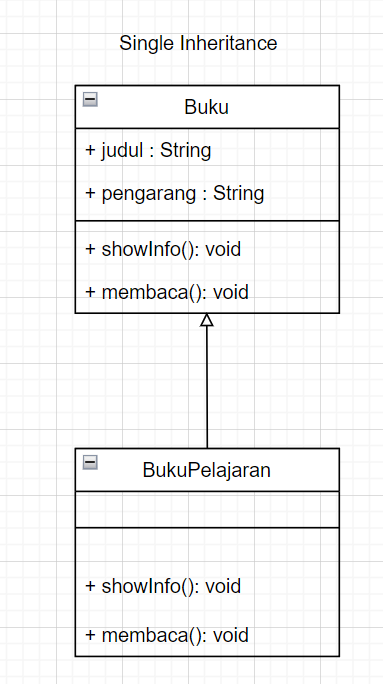 Single Inheritance
Buku
+ judul : String
+ pengarang : String
+ showInfo(): void
+ membaca(): void
BukuPelajaran
+ showInfo(): void
+ membaca(): void